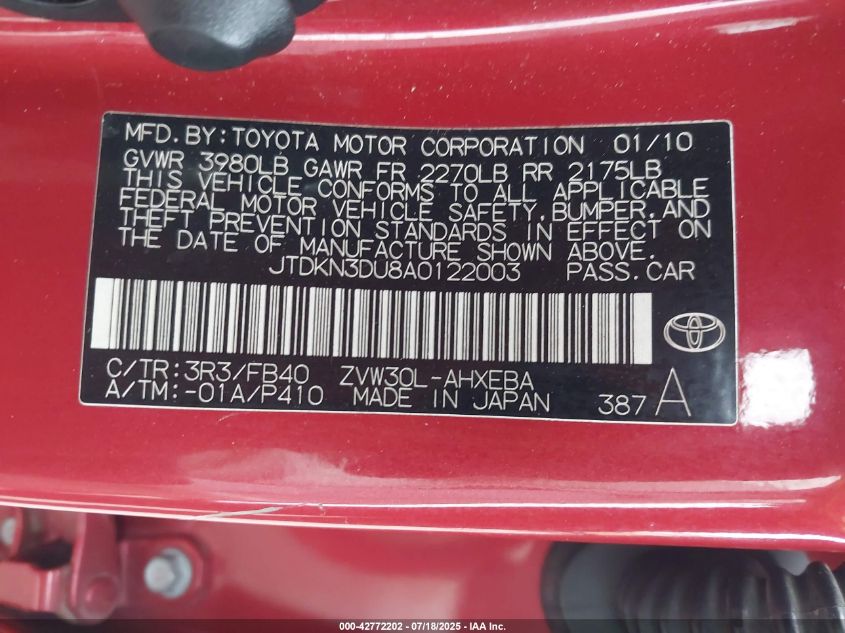 MFD.BY:TOYOTA MOTOR CORPORATION 01/10
GVWR 3980LB GAWR FR 2270LB RR 2175LB
THIS VEHICLE CONFORMS TO ALL APPLICABLE
FEDERAL MOTOR VEHICLE SAFETY,BUMPER,AND
THEFT PREVENTION STANDARDS IN EFFECT ON
THE DATE OF MANUFACTURE SHOWN ABOVE.
JTDKN3DU8A0122003 PASS.CAR
C/TR:3R3/FB40 ZVW30L-AHXEBA
A/TM:-01A/P410 MADE IN JAPAN 387 A
000-42772202 - 07/18/2025 - IAA Inc.